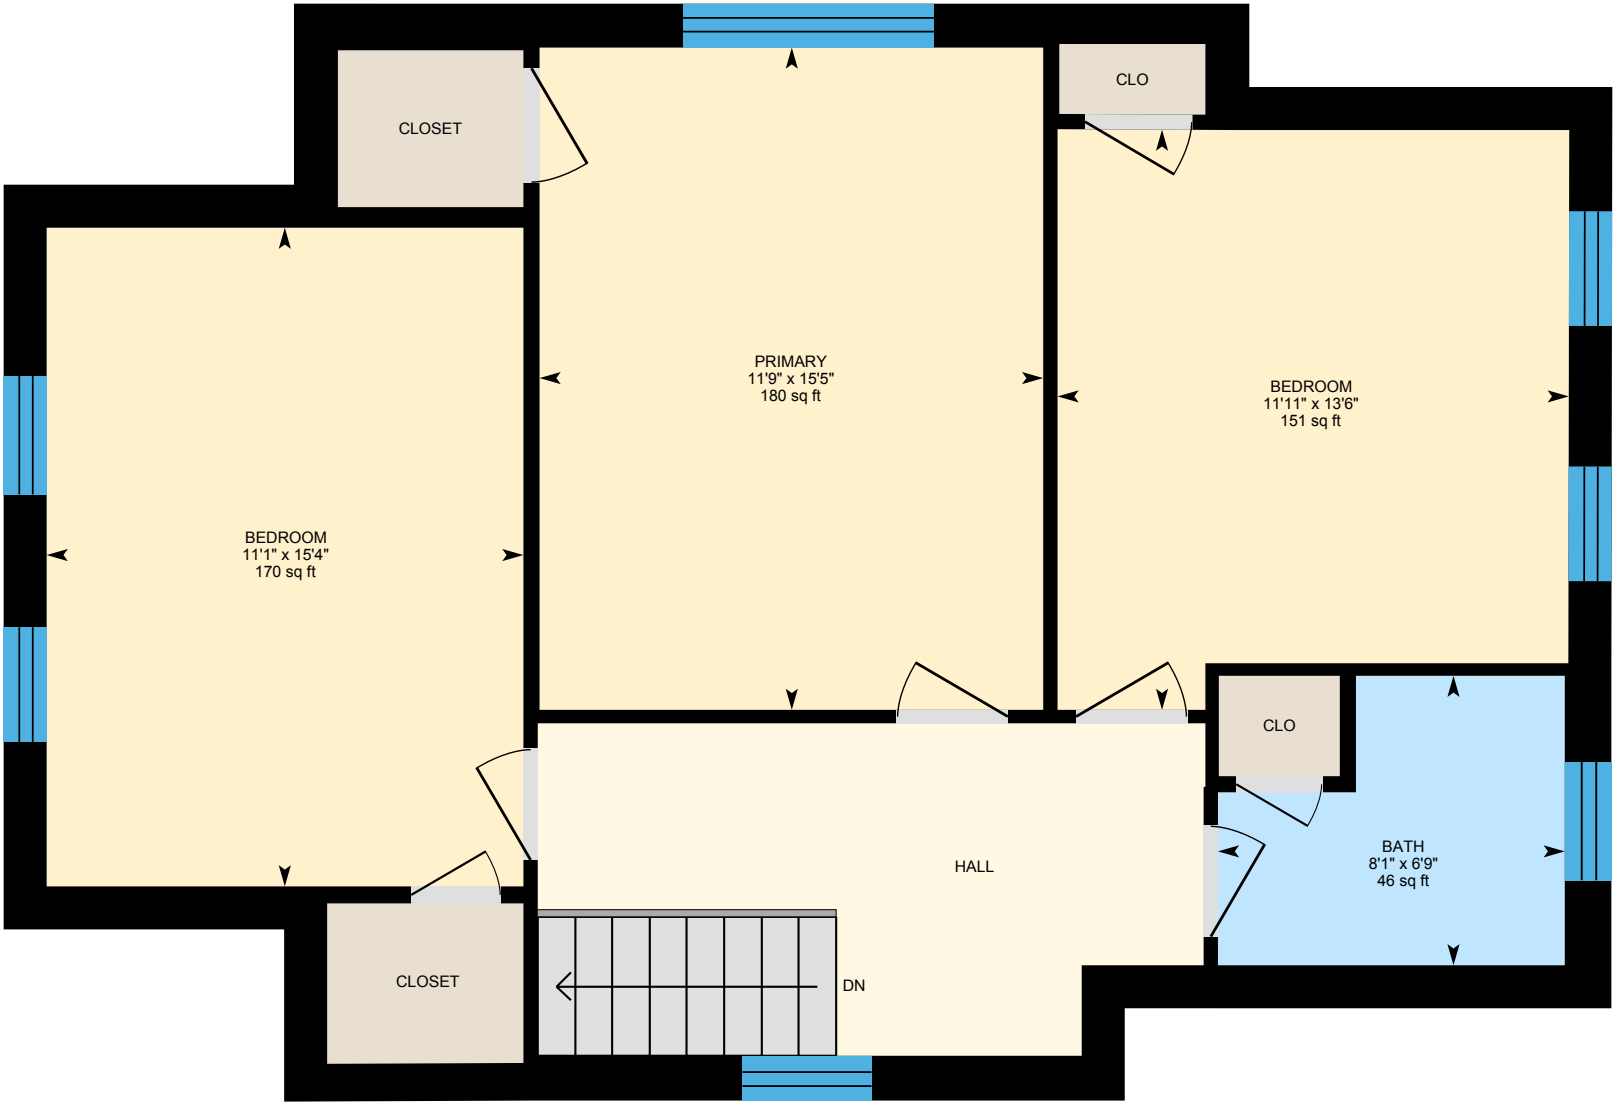 CLO
CLOSET
PRIMARY
11'9" x 15'5"
180 sq ft
BEDROOM
11'11" x 13'6"
151 sq ft
BEDROOM
11'1" x 15'4"
170 sq ft
CLO
BATH
8'1" x 6'9"
46 sq ft
HALL
CLOSET
DN